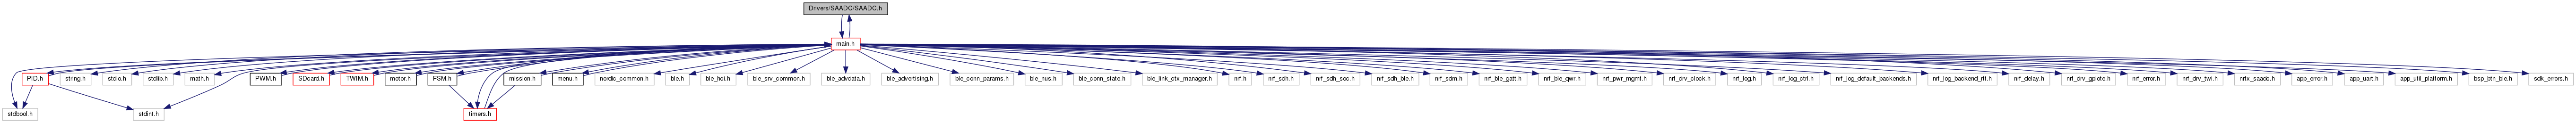 Drivers/SAADC/SAADC.h
main.h
PID.h
string.h
stdio.h
stdlib.h
math.h
PWM.h
SDcard.h
TWIM.h
motor.h
FSM.h
mission.h
menu.h
nordic_common.h
ble.h
ble_hci.h
ble_srv_common.h
ble_advdata.h
ble_advertising.h
ble_conn_params.h
ble_nus.h
ble_conn_state.h
ble_link_ctx_manager.h
nrf.h
nrf_sdh.h
nrf_sdh_soc.h
nrf_sdh_ble.h
nrf_sdm.h
nrf_ble_gatt.h
nrf_ble_qwr.h
nrf_pwr_mgmt.h
nrf_drv_clock.h
nrf_log.h
nrf_log_ctrl.h
nrf_log_default_backends.h
nrf_log_backend_rtt.h
nrf_delay.h
nrf_drv_gpiote.h
nrf_error.h
nrf_drv_twi.h
nrfx_saadc.h
app_error.h
app_uart.h
app_util_platform.h
bsp_btn_ble.h
sdk_errors.h
stdbool.h
stdint.h
timers.h